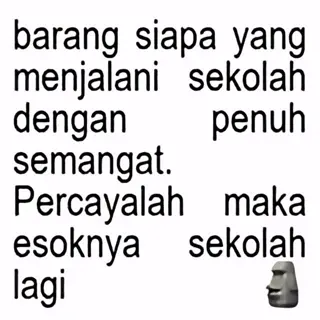 barang siapa yang
menjalani sekolah
dengan penuh
semangat.
Percayalah maka
esoknya sekolah
lagi